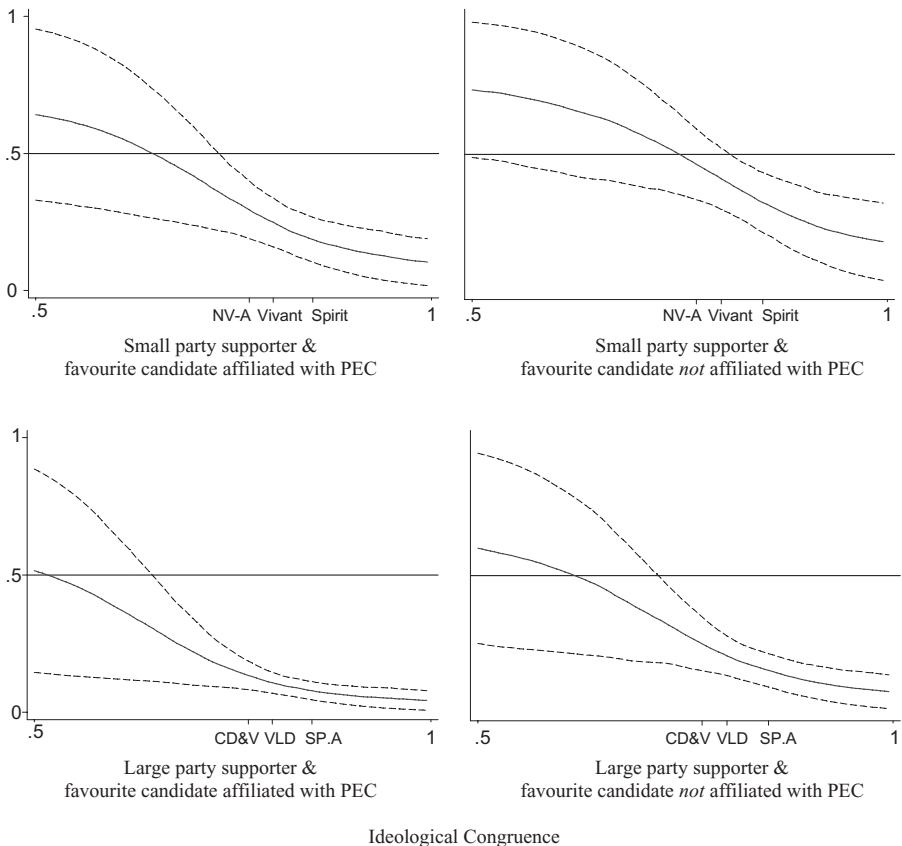 1
.5
0
.5
NV-A Vivant Spirit
1
Small party supporter &
favourite candidate affiliated with PEC
.5
NV-A Vivant Spirit
1
Small party supporter &
favourite candidate not affiliated with PEC
1
.5
0
.5
CD&V VLD SP.A
1
Large party supporter &
favourite candidate affiliated with PEC
.5
CD&V VLD SP.A
1
Large party supporter &
favourite candidate not affiliated with PEC
Ideological Congruence